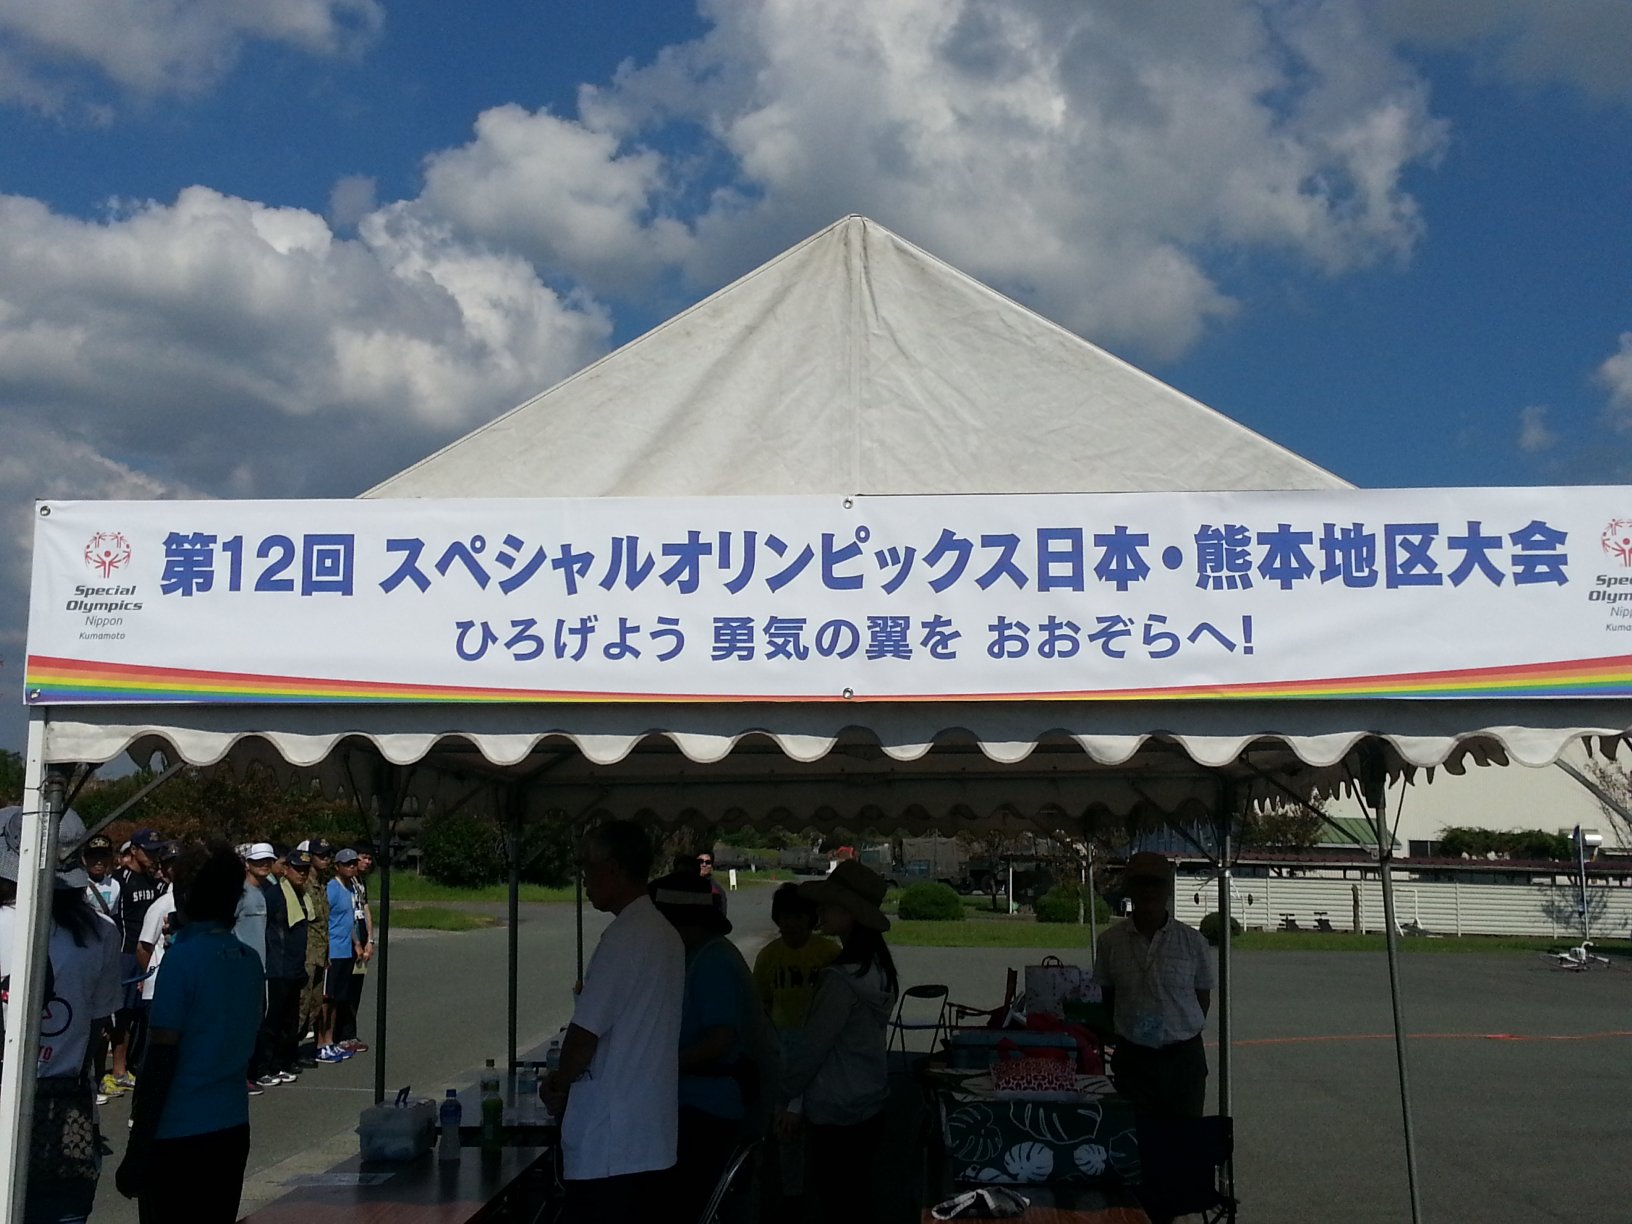 第12回 スペシャルオリンピックス日本・熊本地区大会
ひろげよう 勇気の翼を おおぞらへ!
Special
Olympics
Nippon
Kumamoto